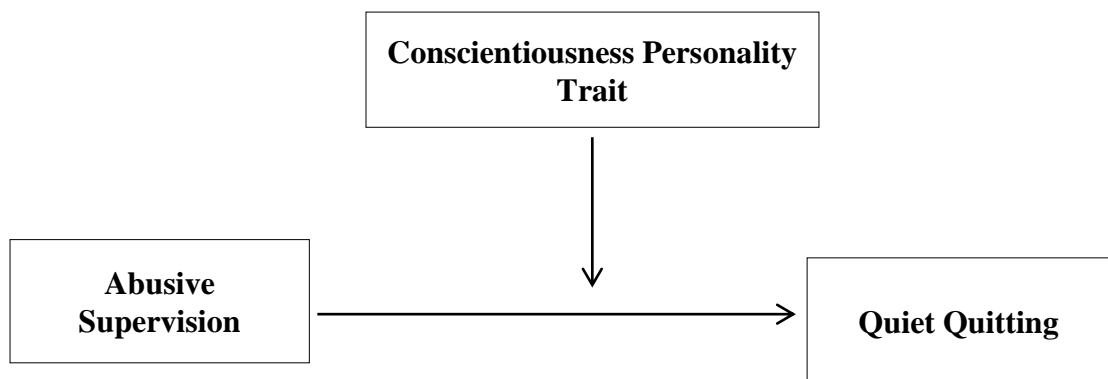 Conscientiousness Personality
Trait
Abusive
Supervision
Quiet Quitting